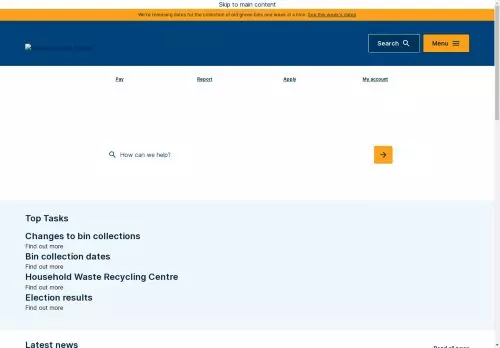 Skip to main content
We're releasing dates for the collection of old green bins one week at a time. See this week's dates
Search
Menu
Pay
Report
Apply
My account
How can we help?
Top Tasks
Changes to bin collections
Find out more
Bin collection dates
Find out more
Household Waste Recycling Centre
Find out more
Election results
Find out more
Latest news
Read all news